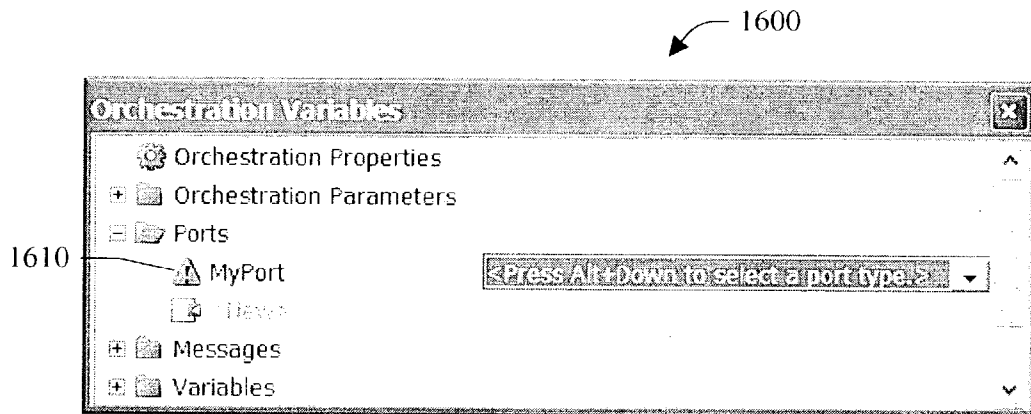 1600
Orchestration Variables
Orchestration Properties
Orchestration Parameters
Ports
1610
MyPort <Press Alt+Down to select a port type.>
<New>
Messages
Variables